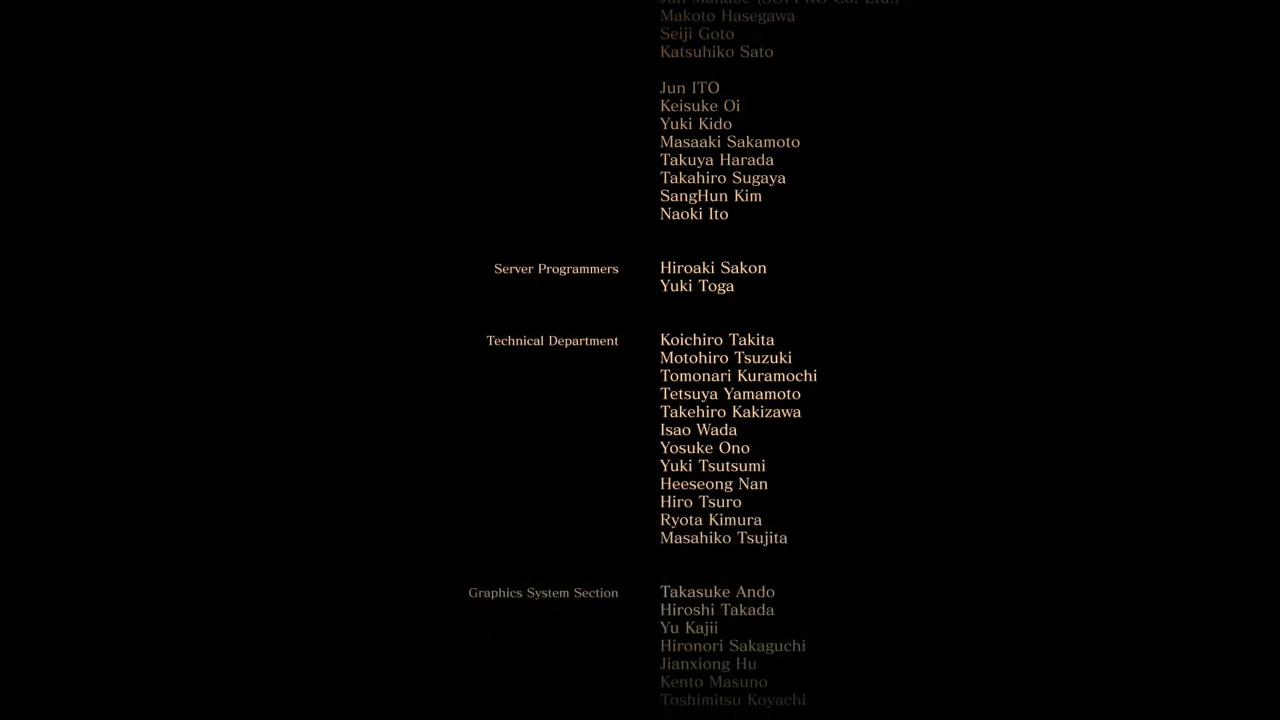 Makoto Hasegawa
Seiji Goto
Katsuhiko Sato
Jun ITO
Keisuke Oi
Yuki Kido
Masaaki Sakamoto
Takuya Harada
Takahiro Sugaya
SangHun Kim
Naoki Ito
Server Programmers Hiroaki Sakon
Yuki Toga
Technical Department Koichiro Takita
Motohiro Tsuzuki
Tomonari Kuramochi
Tetsuya Yamamoto
Takehiro Kakizawa
Isao Wada
Yosuke Ono
Yuki Tsutsumi
Heeseong Nan
Hiro Tsuro
Ryota Kimura
Masahiko Tsujita
Graphics System Section Takasuke Ando
Hiroshi Takada
Yu Kajii
Hironori Sakaguchi
Jianxiong Hu
Kento Masuno
Toshimitsu Koyachi